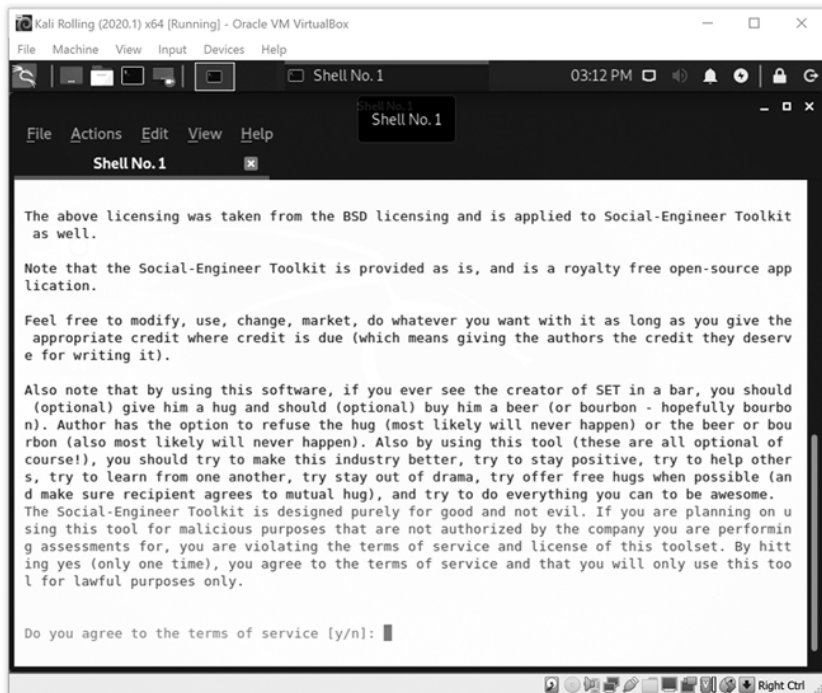 Kali Rolling (2020.1) x64 [Running] - Oracle VM VirtualBox
File Machine View Input Devices Help
Shell No. 1 03:12 PM
Shell No. 1
Shell No. 1
File Actions Edit View Help
Shell No. 1
The above licensing was taken from the BSD licensing and is applied to Social-Engineer Toolkit
as well.
Note that the Social-Engineer Toolkit is provided as is, and is a royalty free open-source app
lication.
Feel free to modify, use, change, market, do whatever you want with it as long as you give the
appropriate credit where credit is due (which means giving the authors the credit they deserv
e for writing it).
Also note that by using this software, if you ever see the creator of SET in a bar, you should
(optional) give him a hug and should (optional) buy him a beer (or bourbon - hopefully bourbo
n). Author has the option to refuse the hug (most likely will never happen) or the beer or bou
rbon (also most likely will never happen). Also by using this tool (these are all optional of
course!), you should try to make this industry better, try to stay positive, try to help other
s, try to learn from one another, try stay out of drama, try offer free hugs when possible (an
d make sure recipient agrees to mutual hug), and try to do everything you can to be awesome.
The Social-Engineer Toolkit is designed purely for good and not evil. If you are planning on u
sing this tool for malicious purposes that are not authorized by the company you are performin
g assessments for, you are violating the terms of service and license of this toolset. By hitt
ing yes (only one time), you agree to the terms of service and that you will only use this too
l for lawful purposes only.
Do you agree to the terms of service [y/n]:
Right Ctrl